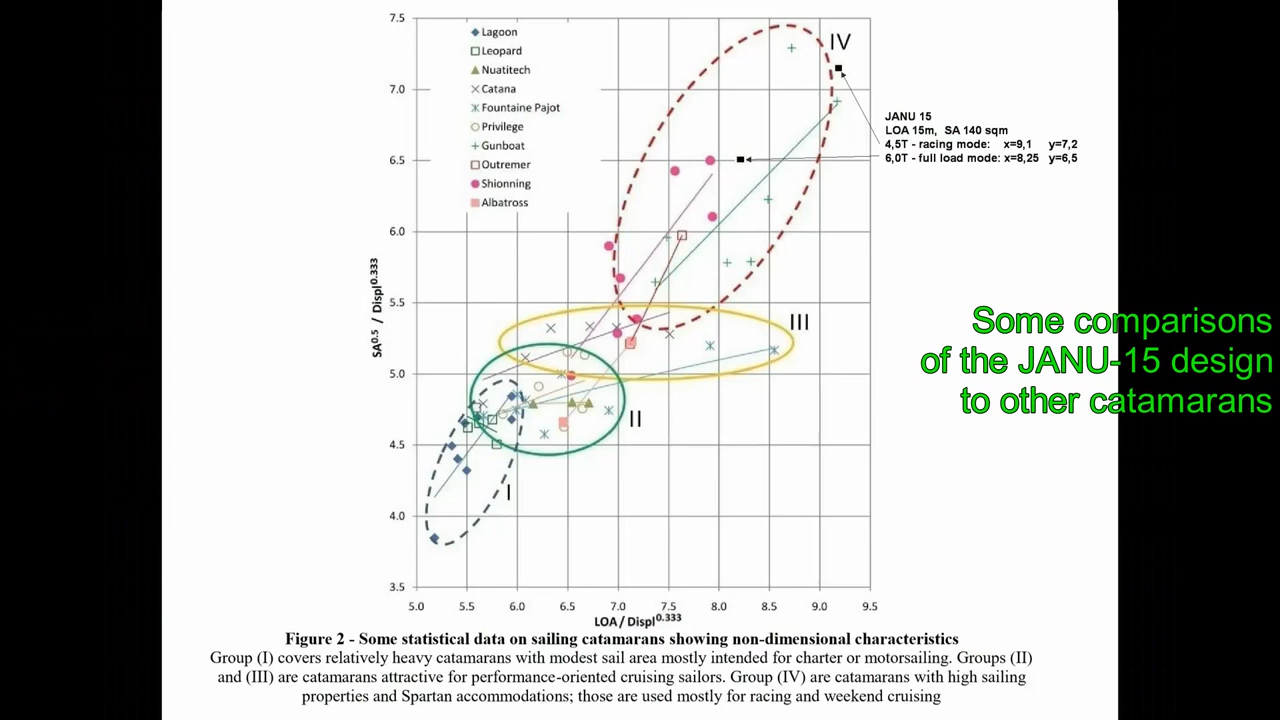 7.5
7.0
6.5
6.0
5.5
5.0
4.5
4.0
3.5
SA0.5 / Displ0.333
Lagoon
Leopard
Nuatitech
Catana
Fountaine Pajot
Privilege
Gunboat
Outremer
Shionning
Albatross
IV
III
II
I
JANU 15
LOA 15m, SA 140 sqm
4,5T - racing mode: x=9,1 y=7,2
6,0T - full load mode: x=8,25 y=6,5
Some comparisons
of the JANU-15 design
to other catamarans
5.0 5.5 6.0 6.5 7.0 7.5 8.0 8.5 9.0 9.5
LOA / Displ0.333
Figure 2 - Some statistical data on sailing catamarans showing non-dimensional characteristics
Group (I) covers relatively heavy catamarans with modest sail area mostly intended for charter or motorsailing. Groups (II)
and (III) are catamarans attractive for performance-oriented cruising sailors. Group (IV) are catamarans with high sailing
properties and Spartan accommodations; those are used mostly for racing and weekend cruising